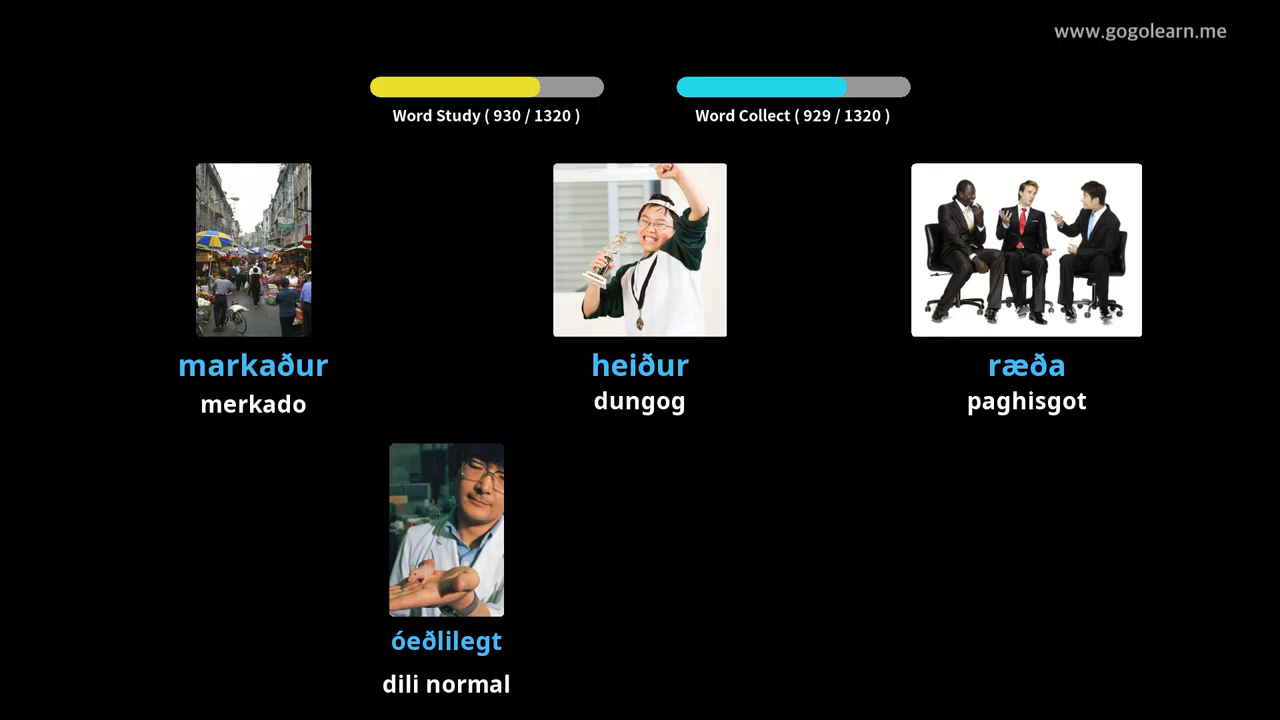 www.gogolearn.me
Word Study ( 930 / 1320 )
Word Collect ( 929 / 1320 )
markaður
merkado
heiður
dungog
ræða
paghisgot
óeðlilegt
dili normal